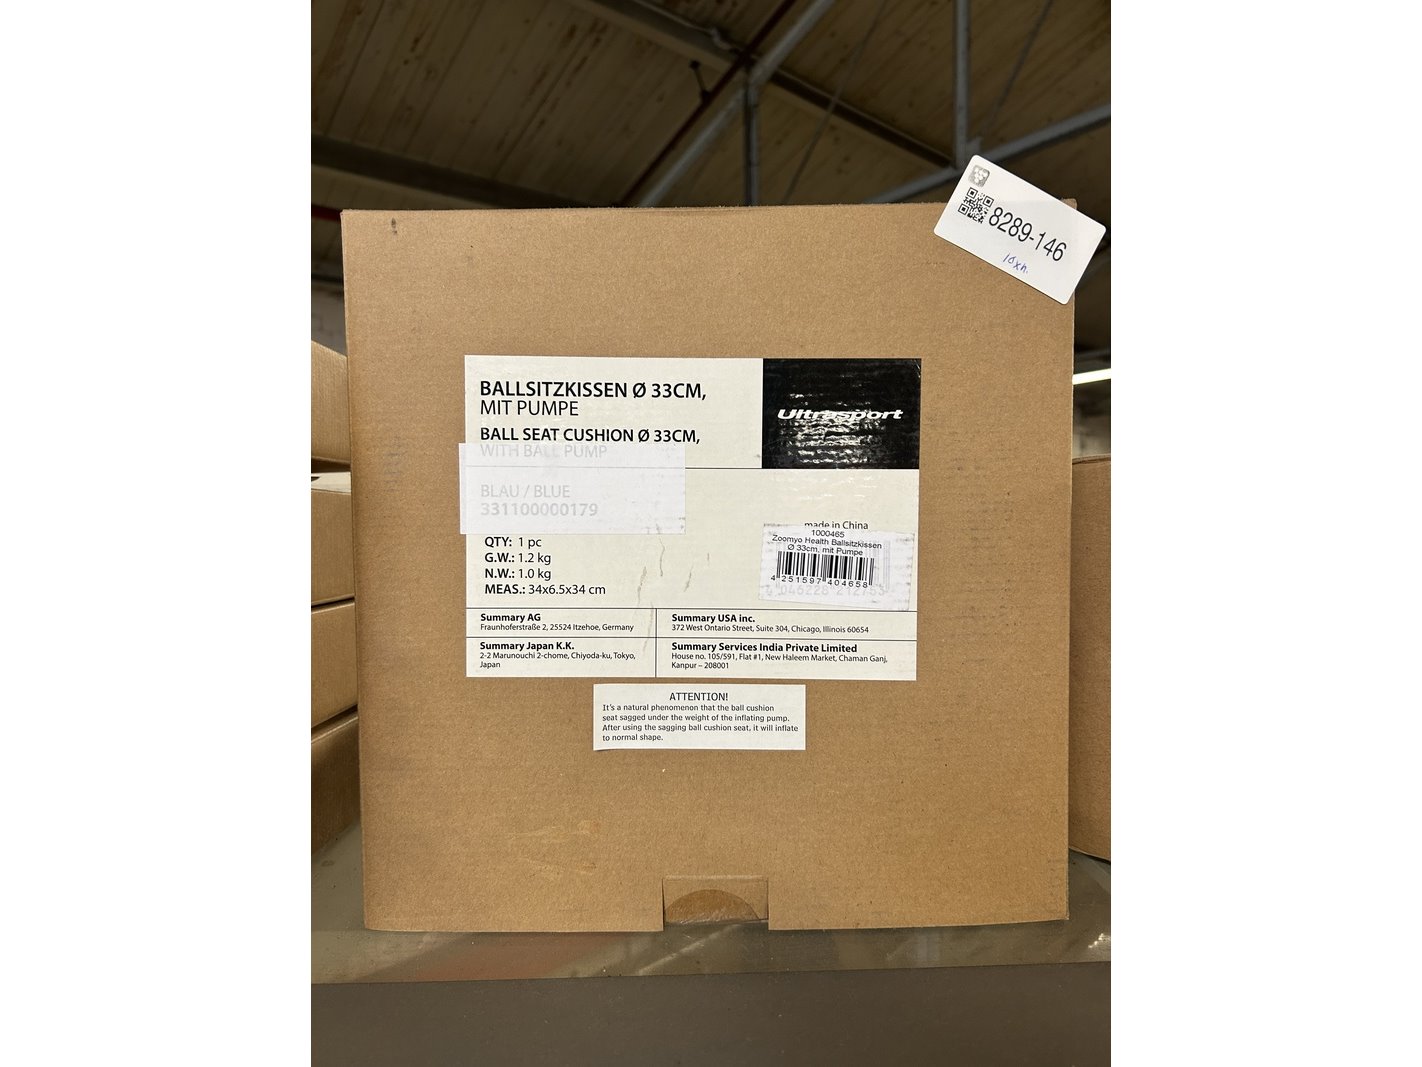 8289-146
BALLSITZKISSEN Ø 33CM,
MIT PUMPE
BALL SEAT CUSHION Ø 33CM,
WITH BALL PUMP
Ultrasport
BLAU / BLUE
331100000179
QTY: 1 pc
G.W.: 1.2 kg
N.W.: 1.0 kg
MEAS.: 34x6.5x34 cm
made in China
1000465
Zoomyo Health Ballsitzkissen
Ø 33cm, mit Pumpe
4 251597 404658
Summary AG
Fraunhoferstraße 2, 25524 Itzehoe, Germany
Summary USA inc.
372 West Ontario Street, Suite 304, Chicago, Illinois 60654
Summary Japan K.K.
2-2 Marunouchi 2-chome, Chiyoda-ku, Tokyo,
Japan
Summary Services India Private Limited
House no. 105/591, Flat #1, New Haleem Market, Chaman Ganj,
Kanpur – 208001
ATTENTION!
It's a natural phenomenon that the ball cushion
seat sagged under the weight of the inflating pump.
After using the sagging ball cushion seat, it will inflate
to normal shape.